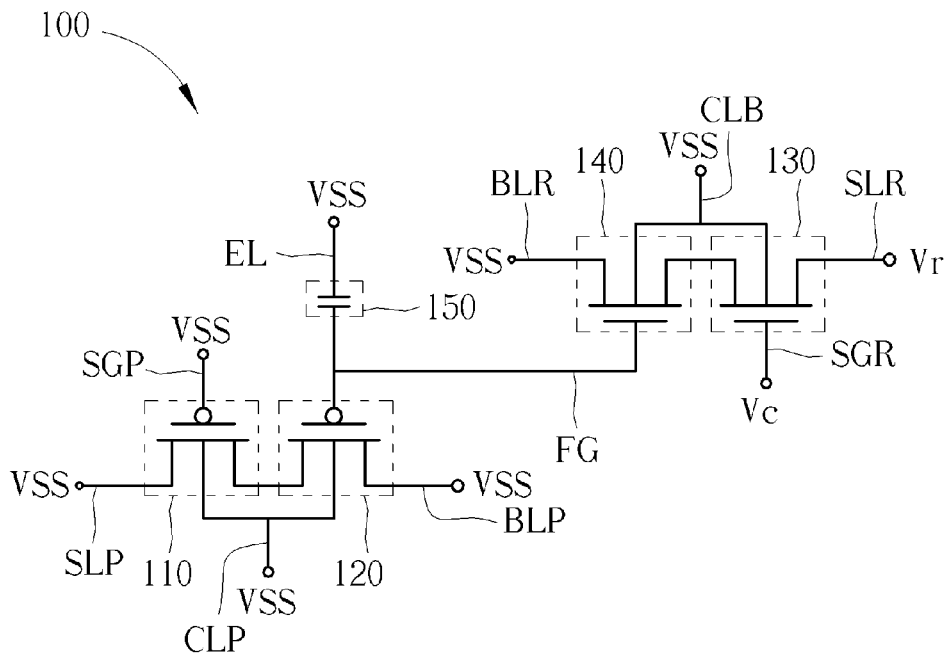 100
CLB
VSS
140
130
BLR
SLR
VSS
VSS
Vr
EL
150
VSS
SGP
SGR
Vc
FG
VSS
VSS
BLP
SLP
110
120
VSS
CLP